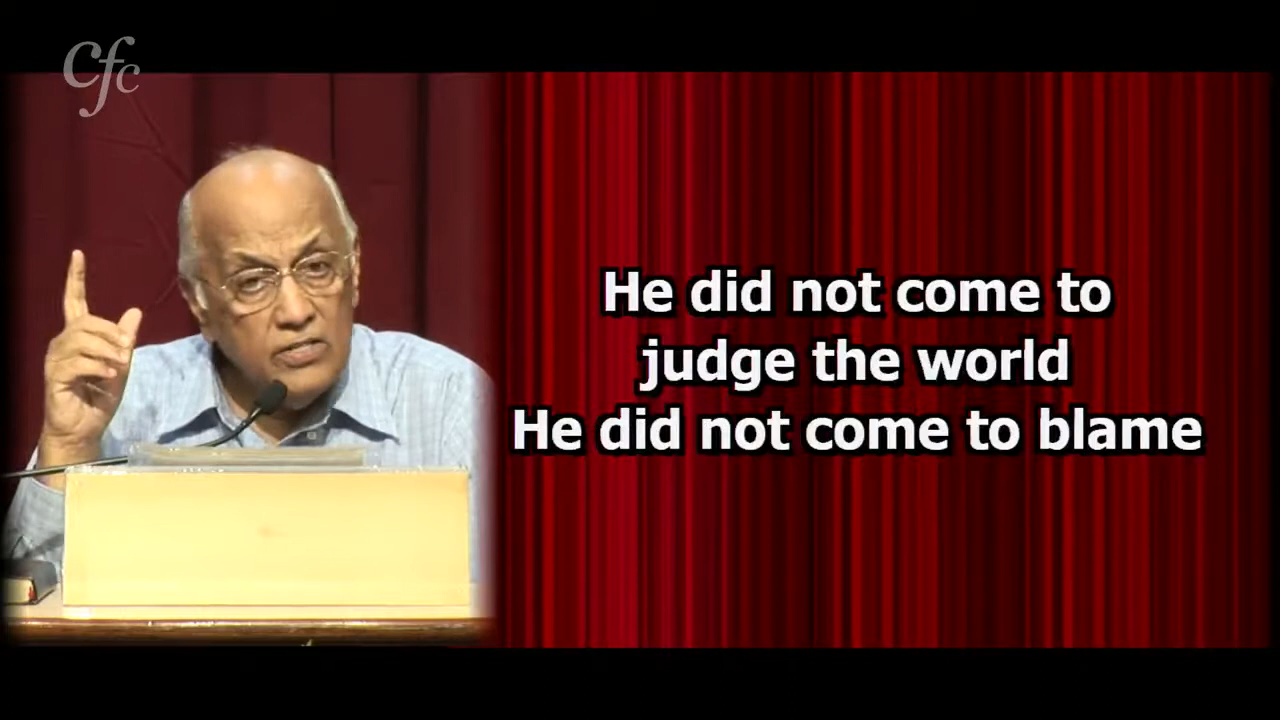 cfc
He did not come to
judge the world
He did not come to blame